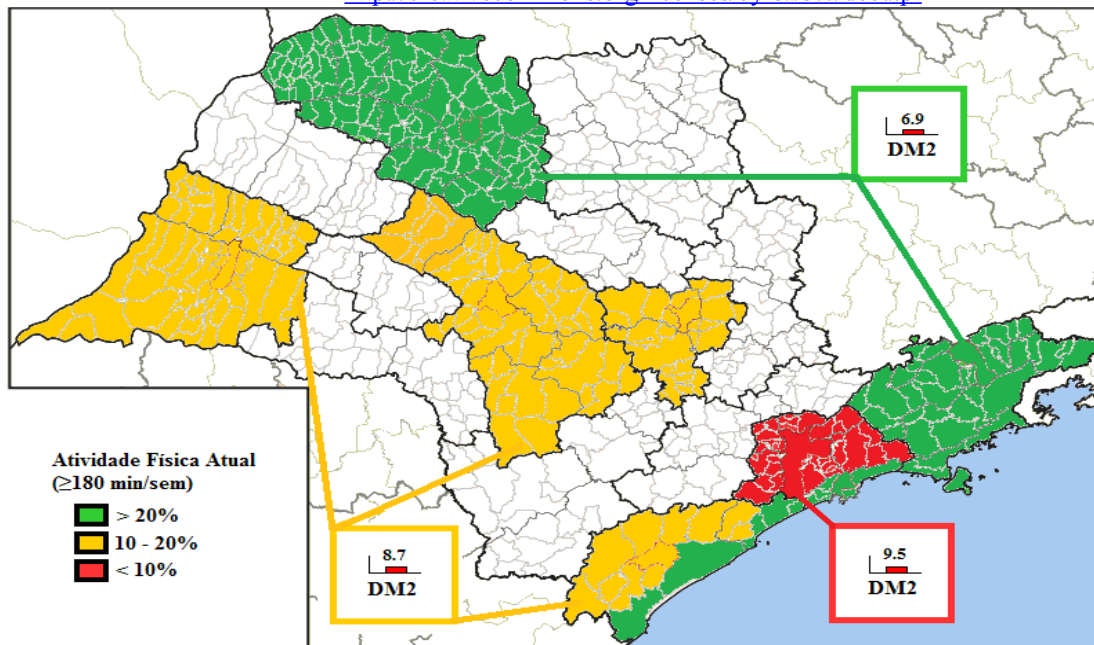 6.9
DM2
Atividade Física Atual
(≥180 min/sem)
> 20%
10 - 20%
< 10%
8.7
DM2
9.5
DM2